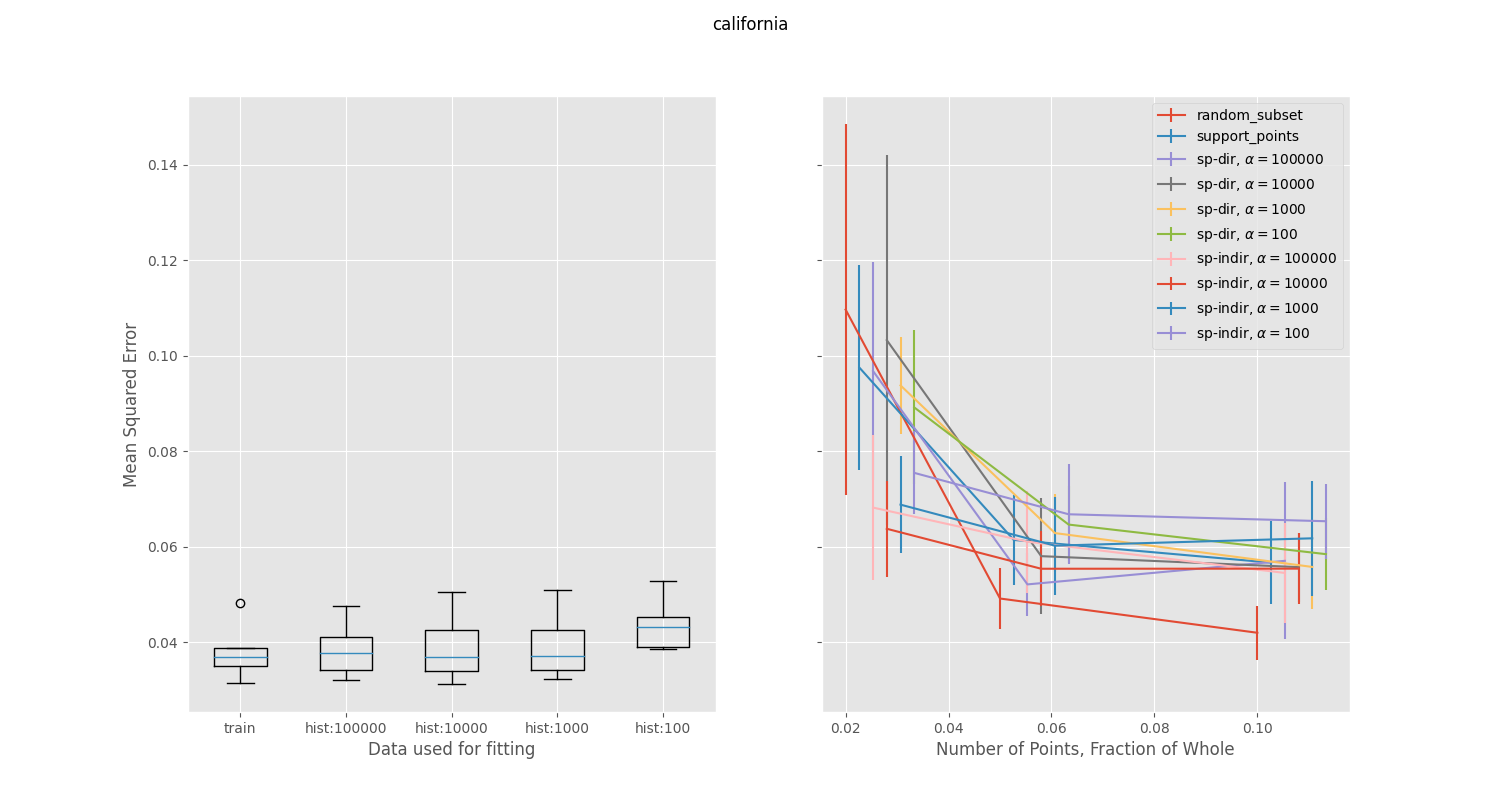 california
Mean Squared Error
0.14
0.12
0.10
0.08
0.06
0.04
train
hist:100000
hist:10000
hist:1000
hist:100
Data used for fitting
random_subset
support_points
sp-dir, α = 100000
sp-dir, α = 10000
sp-dir, α = 1000
sp-dir, α = 100
sp-indir, α = 100000
sp-indir, α = 10000
sp-indir, α = 1000
sp-indir, α = 100
0.02
0.04
0.06
0.08
0.10
Number of Points, Fraction of Whole